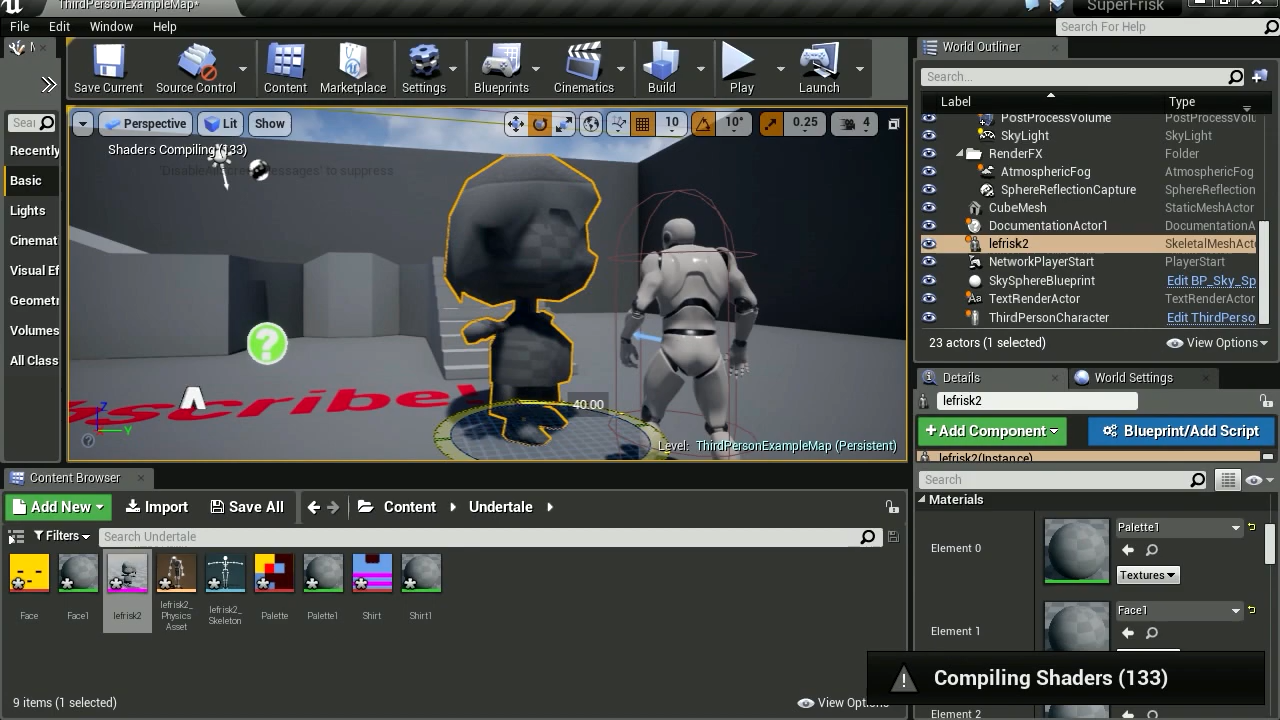 ThirdPersonExampleMap*
SuperFrisk
File Edit Window Help
Search For Help
Save Current
Source Control
Content
Marketplace
Settings
Blueprints
Cinematics
Build
Play
Launch
World Outliner
Search...
Label
Type
PostProcessVolume
SkyLight
SkyLight
RenderFX
Folder
AtmosphericFog
AtmosphericFog
SphereReflectionCapture
SphereReflection
CubeMesh
StaticMeshActor
DocumentationActor1
DocumentationA
lefrisk2
SkeletalMeshActo
NetworkPlayerStart
PlayerStart
SkySphereBlueprint
Edit BP_Sky_Sp
TextRenderActor
TextRenderActor
ThirdPersonCharacter
Edit ThirdPerso
23 actors (1 selected)
View Options
Perspective
Lit
Show
10
10°
0.25
4
Shaders Compiling (133)
Recently
Basic
Lights
Cinemat
Visual Ef
Geometr
Volumes
All Class
40.00
Level: ThirdPersonExampleMap (Persistent)
Details
World Settings
lefrisk2
Add Component
Blueprint/Add Script
lefrisk2(Instance)
Search
Materials
Element 0
Palette1
Textures
Element 1
Face1
Element 2
Content Browser
Add New
Import
Save All
Content
Undertale
Filters
Search Undertale
Face
Face1
lefrisk2
lefrisk2_
Physics
Asset
lefrisk2_
Skeleton
Palette
Palette1
Shirt
Shirt1
9 items (1 selected)
View Optio
Compiling Shaders (133)